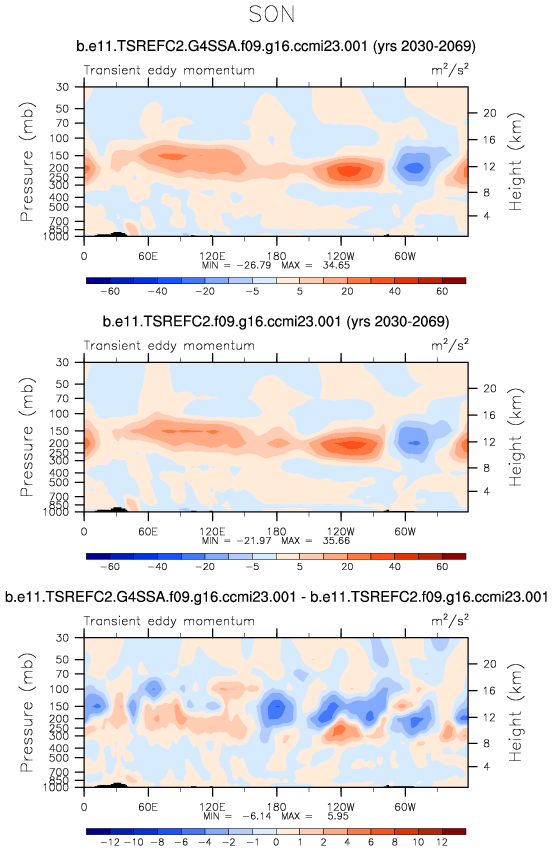 SON
b.e11.TSREFC2.G4SSA.f09.g16.ccmi23.001 (yrs 2030-2069)
Transient eddy momentum m²/s²
Pressure (mb)
30
50
70
100
150
200
250
300
400
500
700
850
1000
20
16
12
8
4
Height (km)
0 60E 120E 180 120W 60W
MIN = -26.79 MAX = 34.65
-60 -40 -20 -5 5 20 40 60
b.e11.TSREFC2.f09.g16.ccmi23.001 (yrs 2030-2069)
Transient eddy momentum m²/s²
Pressure (mb)
30
50
70
100
150
200
250
300
400
500
700
850
1000
20
16
12
8
4
Height (km)
0 60E 120E 180 120W 60W
MIN = -21.97 MAX = 35.66
-60 -40 -20 -5 5 20 40 60
b.e11.TSREFC2.G4SSA.f09.g16.ccmi23.001 - b.e11.TSREFC2.f09.g16.ccmi23.001
Transient eddy momentum m²/s²
Pressure (mb)
30
50
70
100
150
200
250
300
400
500
700
850
1000
20
16
12
8
4
Height (km)
0 60E 120E 180 120W 60W
MIN = -6.14 MAX = 5.95
-12 -10 -8 -6 -4 -2 -1 0 1 2 4 6 8 10 12